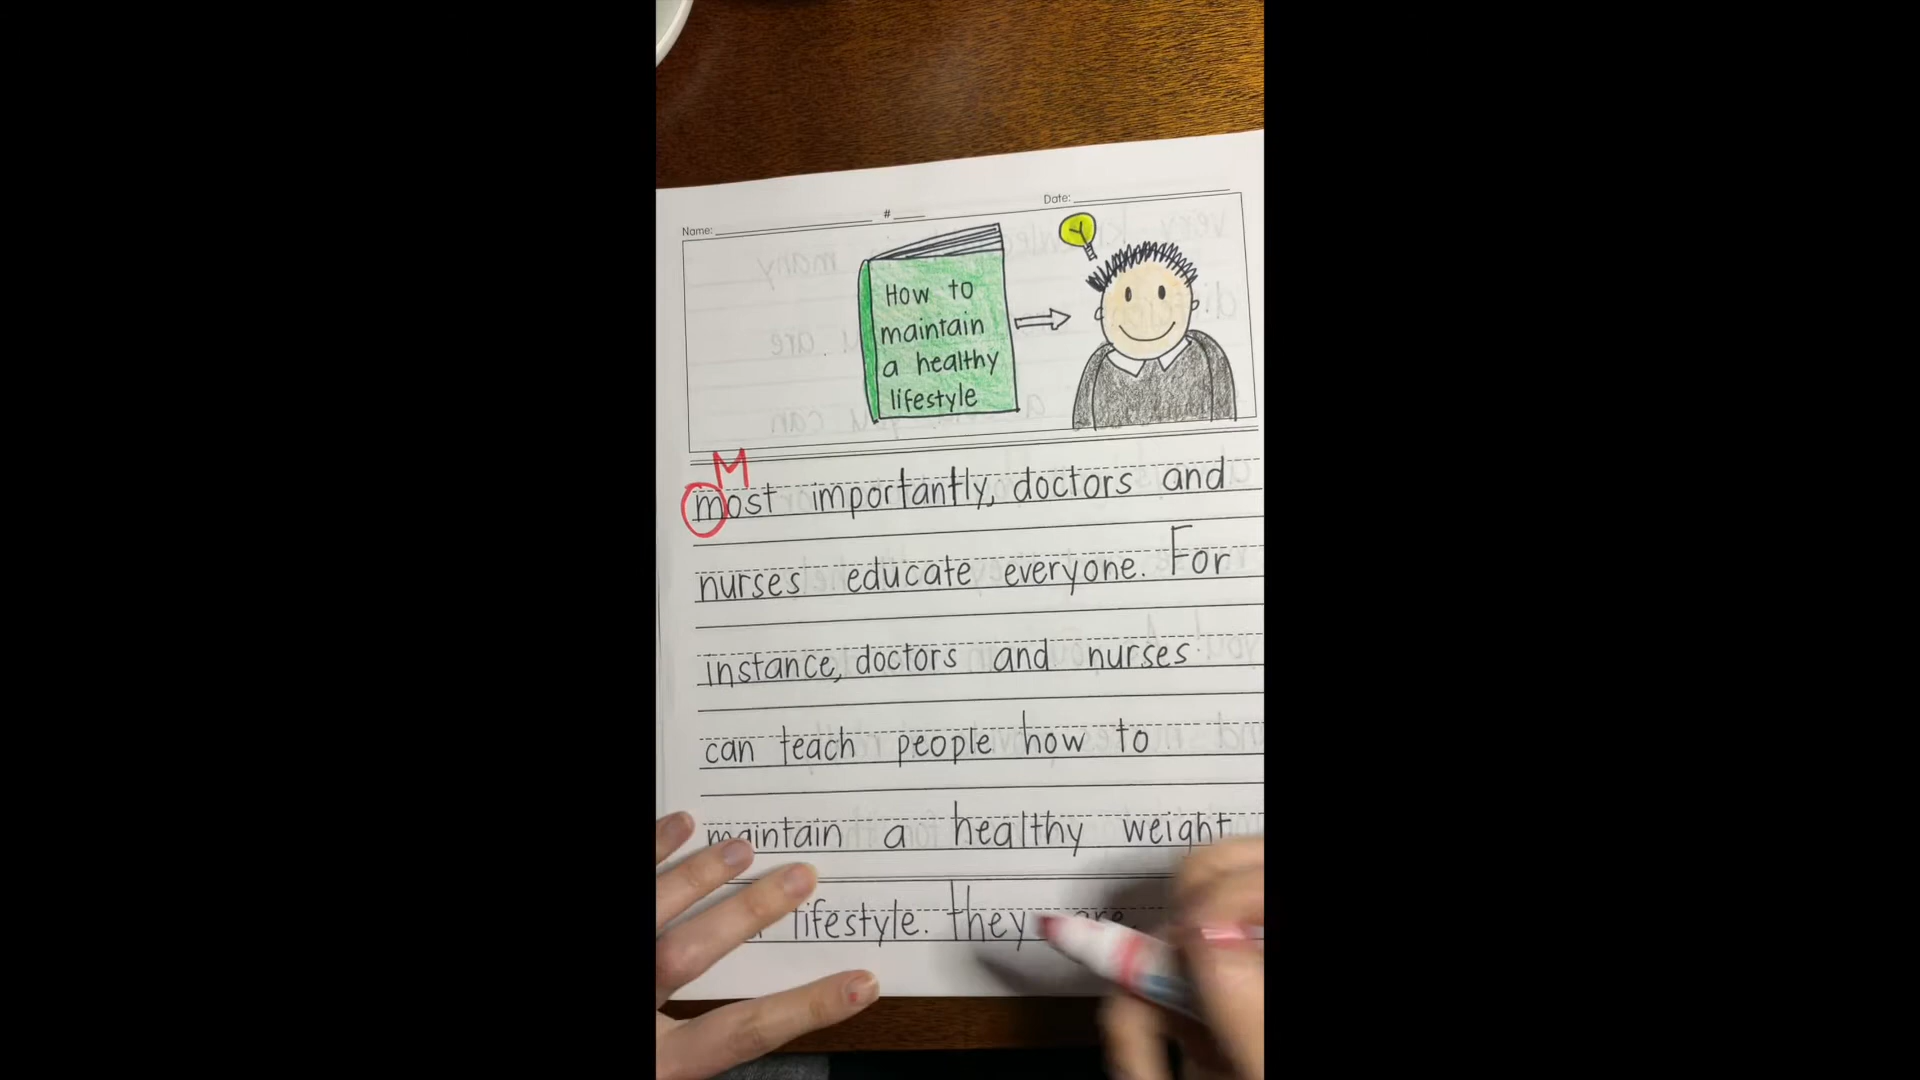 Name: # Date:
How to
maintain
a healthy
lifestyle
M
most importantly, doctors and
nurses educate everyone. For
instance, doctors and nurses
can teach people how to
maintain a healthy weight
lifestyle. they are